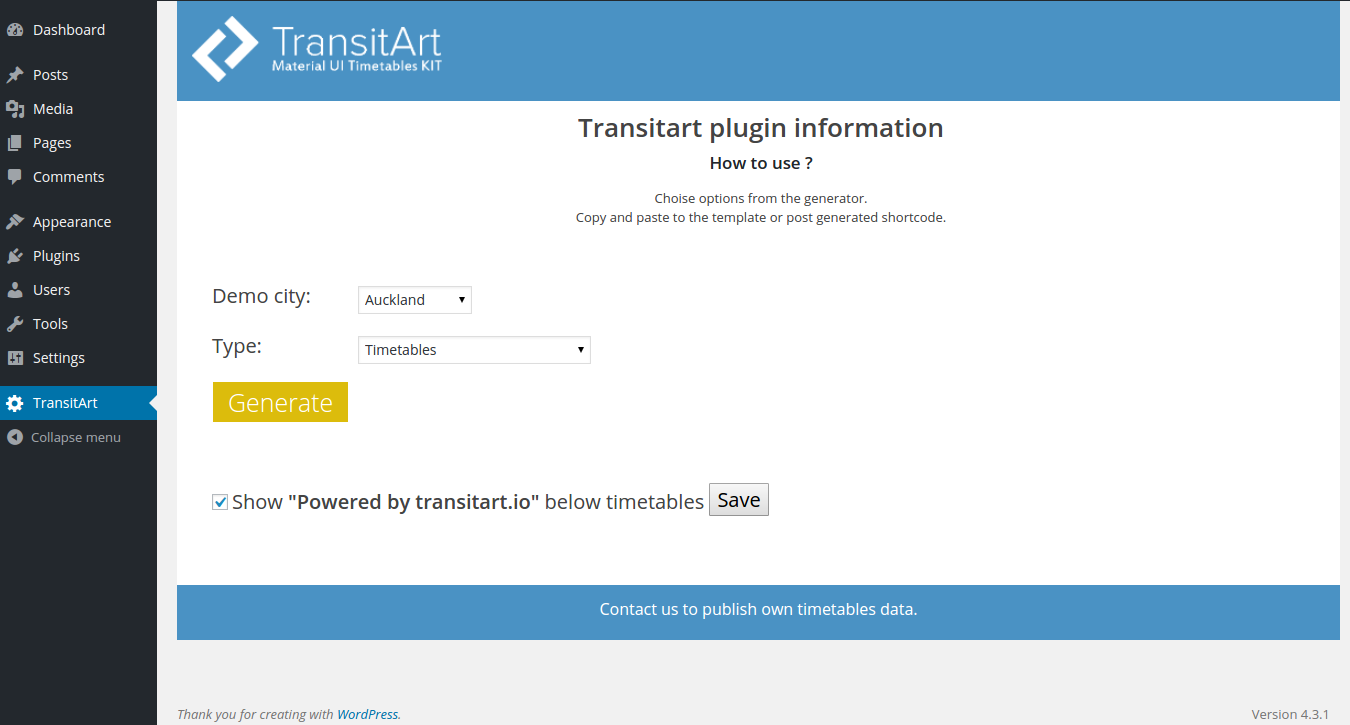 Dashboard
Posts
Media
Pages
Comments
Appearance
Plugins
Users
Tools
Settings
TransitArt
Collapse menu
TransitArt
Material UI Timetables KIT
Transitart plugin information
How to use ?
Choise options from the generator.
Copy and paste to the template or post generated shortcode.
Demo city: Auckland
Type: Timetables
Generate
Show "Powered by transitart.io" below timetables Save
Contact us to publish own timetables data.
Thank you for creating with WordPress. Version 4.3.1